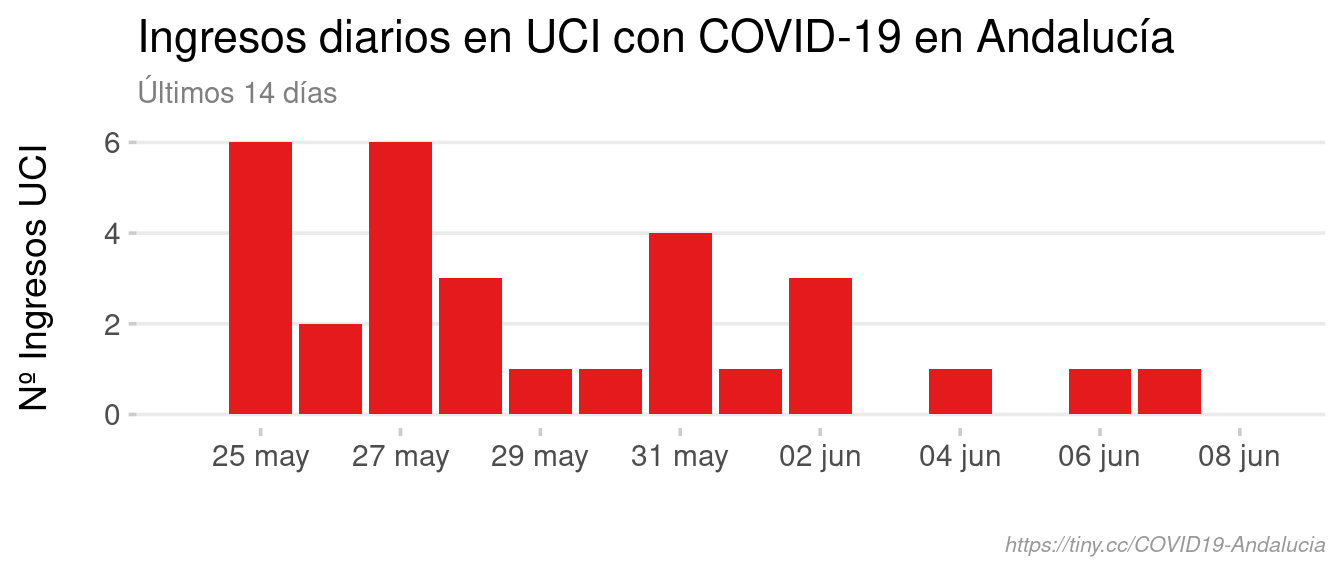 Ingresos diarios en UCI con COVID-19 en Andalucía
Últimos 14 días
Nº Ingresos UCI
6
4
2
0
25 may 27 may 29 may 31 may 02 jun 04 jun 06 jun 08 jun
https://tiny.cc/COVID19-Andalucia